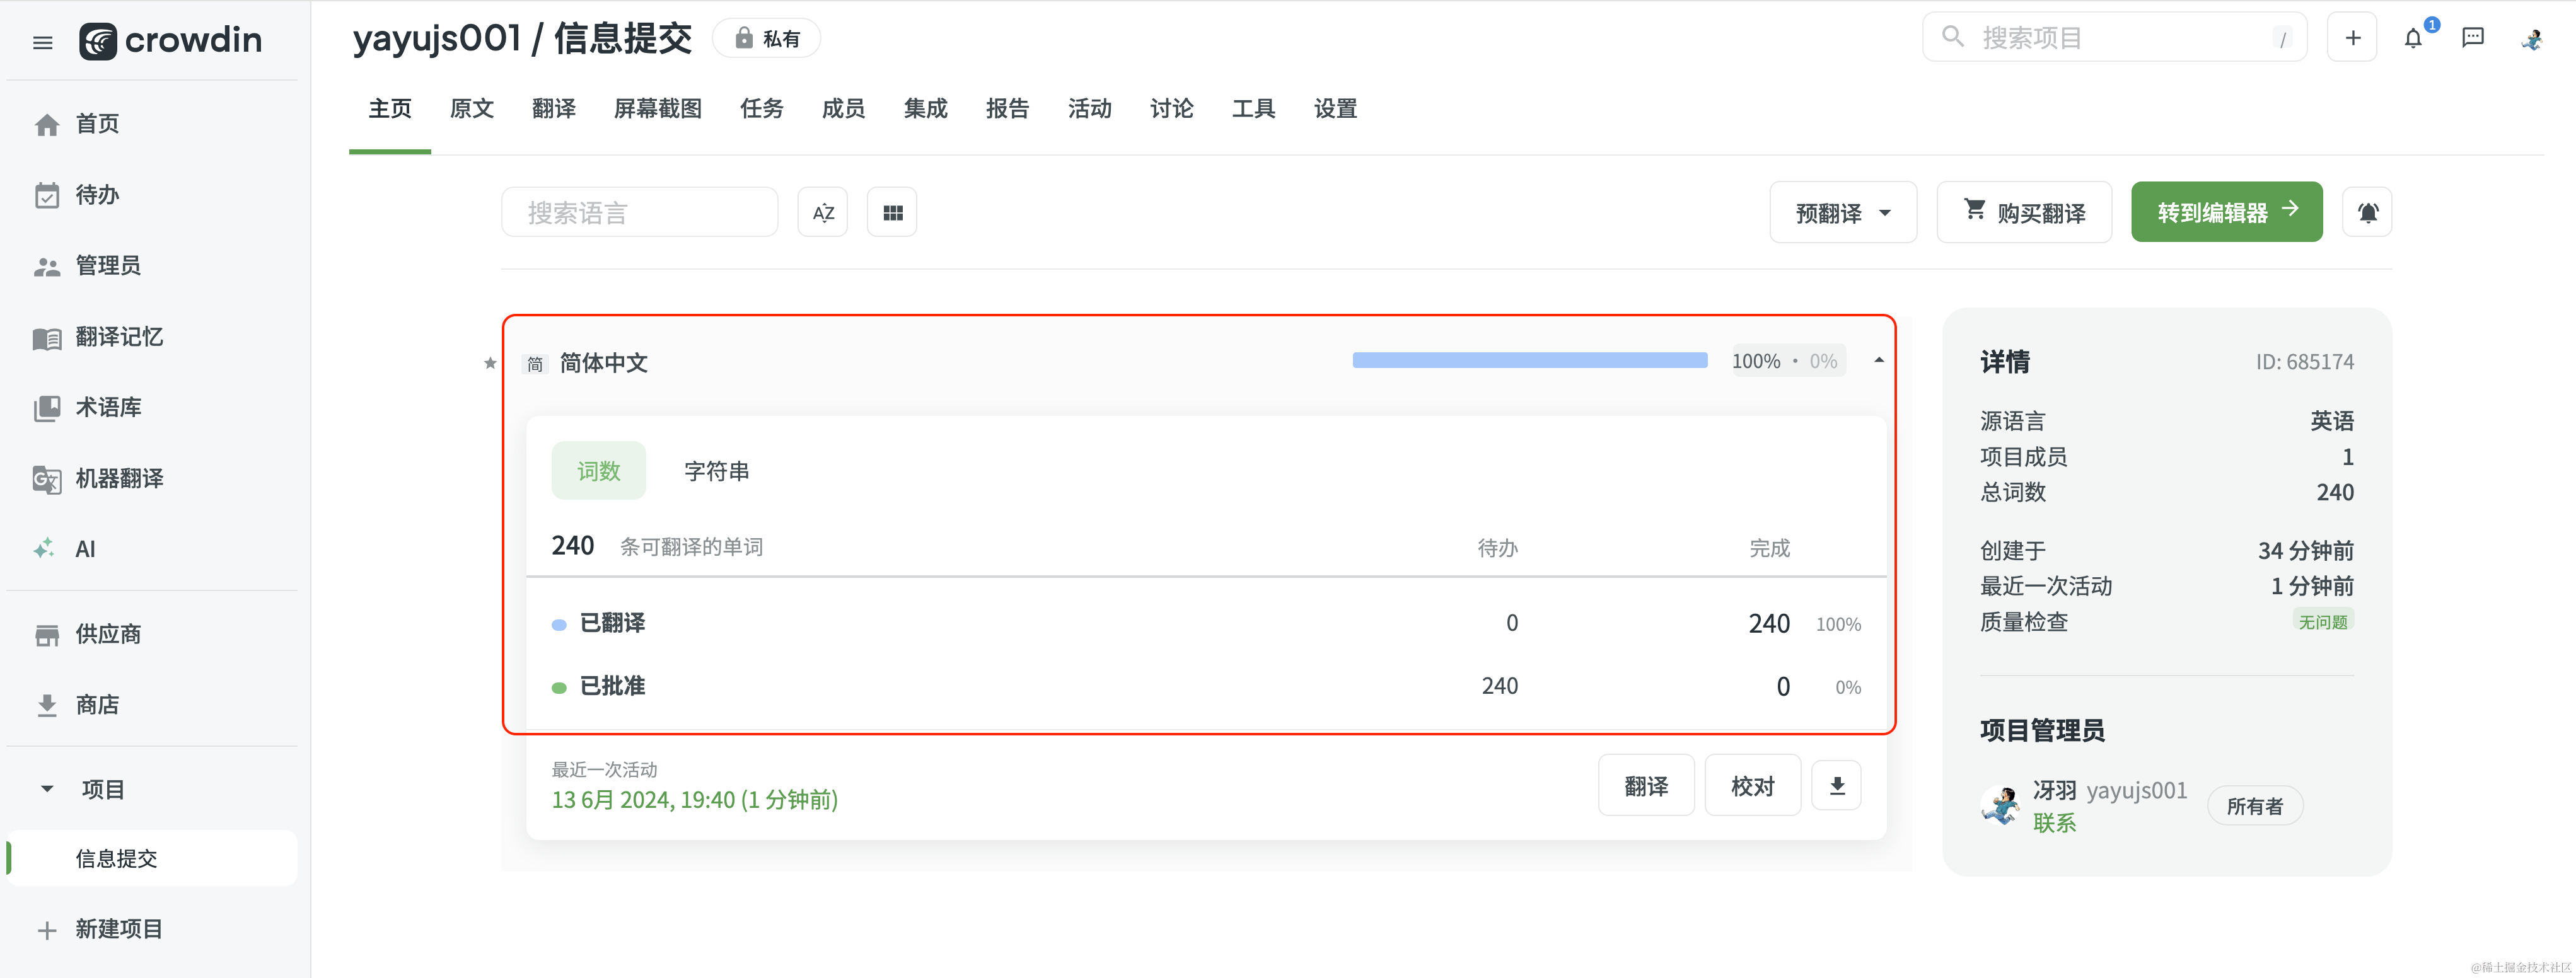 crowdin
yayujs001 / 信息提交
私有
搜索项目
/
1
首页
待办
管理员
翻译记忆
术语库
机器翻译
AI
供应商
商店
项目
信息提交
新建项目
主页 原文 翻译 屏幕截图 任务 成员 集成 报告 活动 讨论 工具 设置
搜索语言
AZ
预翻译
购买翻译
转到编辑器
简 简体中文
100% • 0%
词数 字符串
240 条可翻译的单词 待办 完成
已翻译 0 240 100%
已批准 240 0 0%
最近一次活动
13 6月 2024, 19:40 (1 分钟前)
翻译 校对
详情 ID: 685174
源语言 英语
项目成员 1
总词数 240
创建于 34 分钟前
最近一次活动 1 分钟前
质量检查 无问题
项目管理员
冴羽 yayujs001
联系
所有者
@稀土掘金技术社区